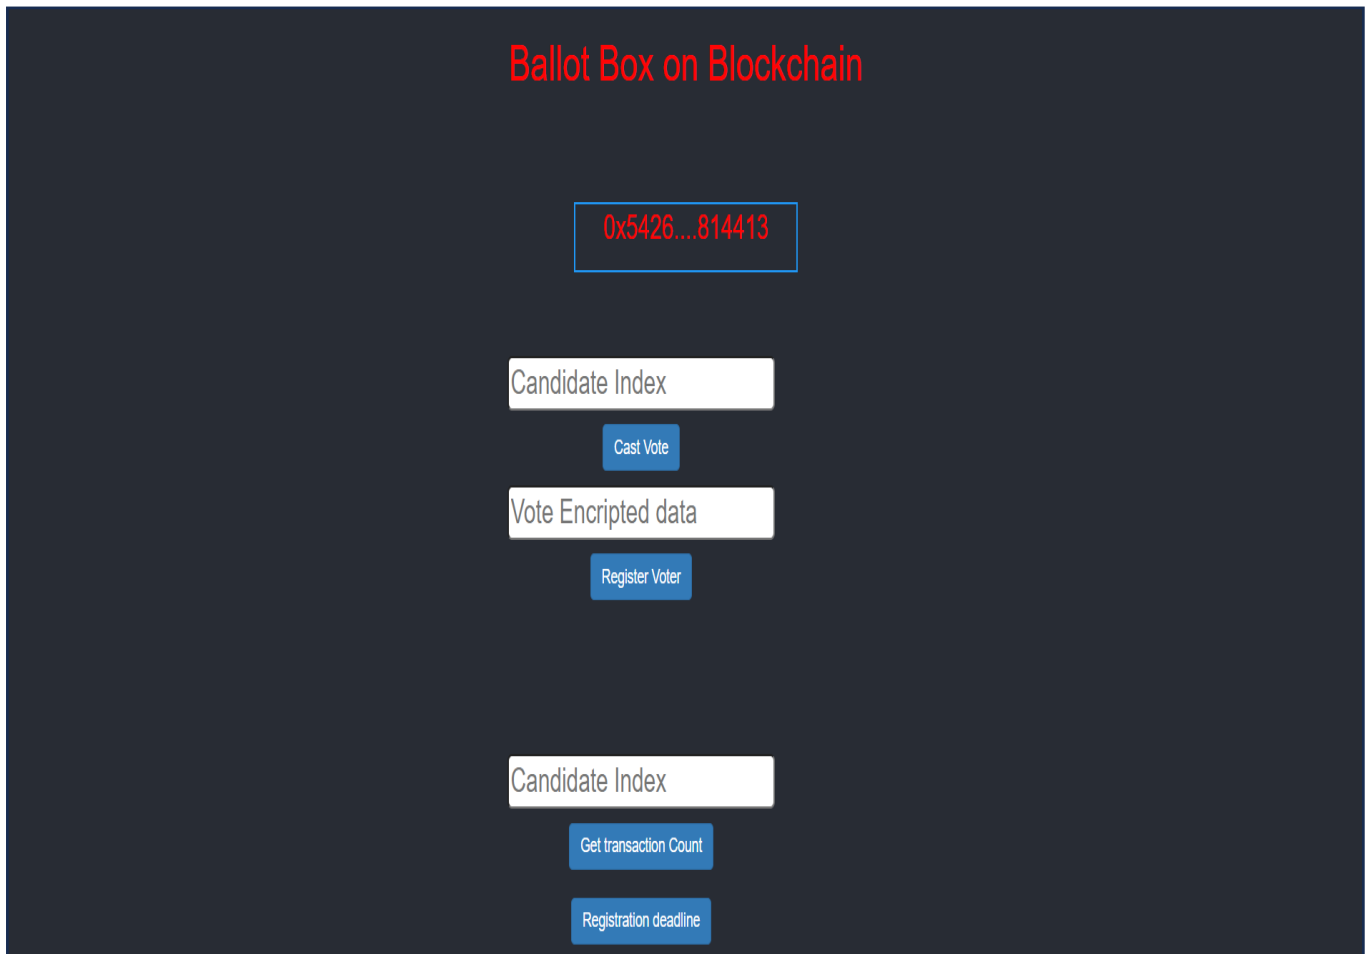 Ballot Box on Blockchain
0x5426....814413
Candidate Index
Cast Vote
Vote Encripted data
Register Voter
Candidate Index
Get transaction Count
Registration deadline